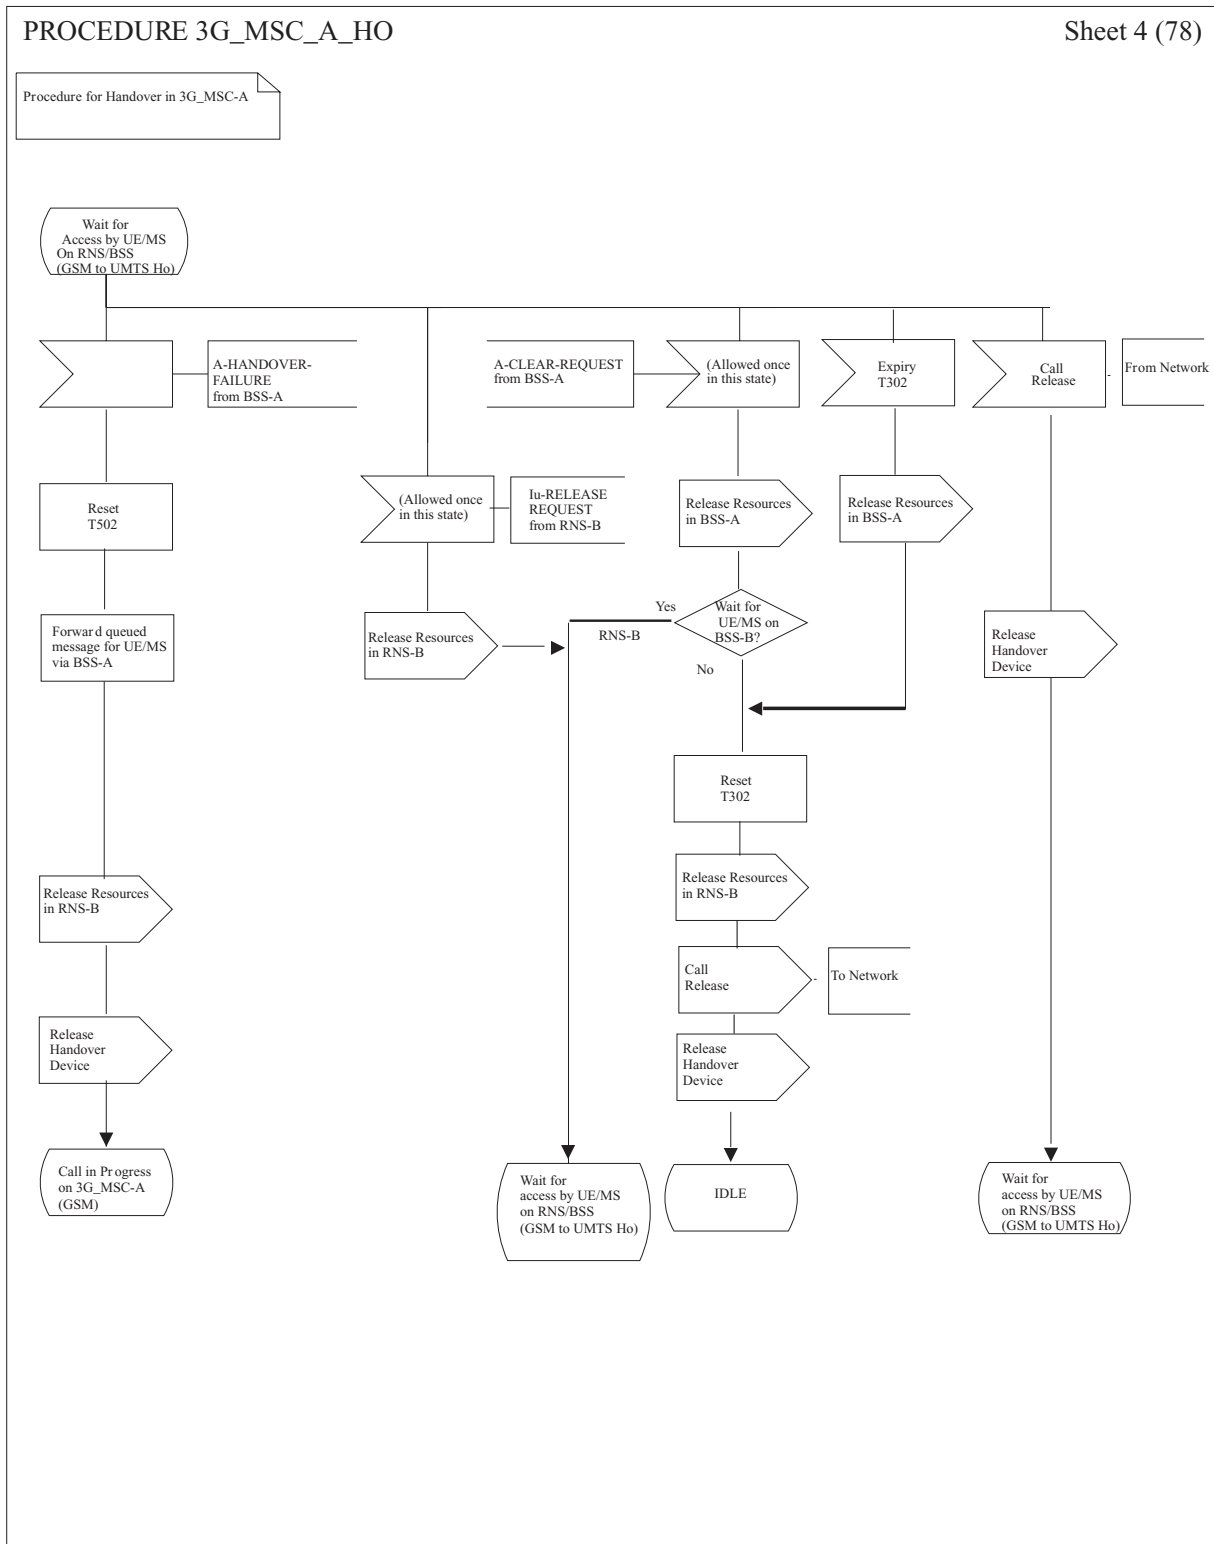 PROCEDURE 3G_MSC_A_HO
Sheet 4 (78)
Procedure for Handover in 3G_MSC-A
Wait for
Access by UE/MS
On RNS/BSS
(GSM to UMTS Ho)
A-HANDOVER-
FAILURE
from BSS-A
A-CLEAR-REQUEST
from BSS-A
(Allowed once
in this state)
Expiry
T302
Call
Release
From Network
Reset
T502
(Allowed once
in this state)
Iu-RELEASE
REQUEST
from RNS-B
Release Resources
in BSS-A
Release Resources
in BSS-A
Forward queued
message for UE/MS
via BSS-A
Release Resources
in RNS-B
Yes
RNS-B
Wait for
UE/MS on
BSS-B?
No
Release
Handover
Device
Reset
T302
Release Resources
in RNS-B
Release Resources
in RNS-B
Call
Release
To Network
Release
Handover
Device
Release
Handover
Device
Call in Progress
on 3G_MSC-A
(GSM)
Wait for
access by UE/MS
on RNS/BSS
(GSM to UMTS Ho)
IDLE
Wait for
access by UE/MS
on RNS/BSS
(GSM to UMTS Ho)